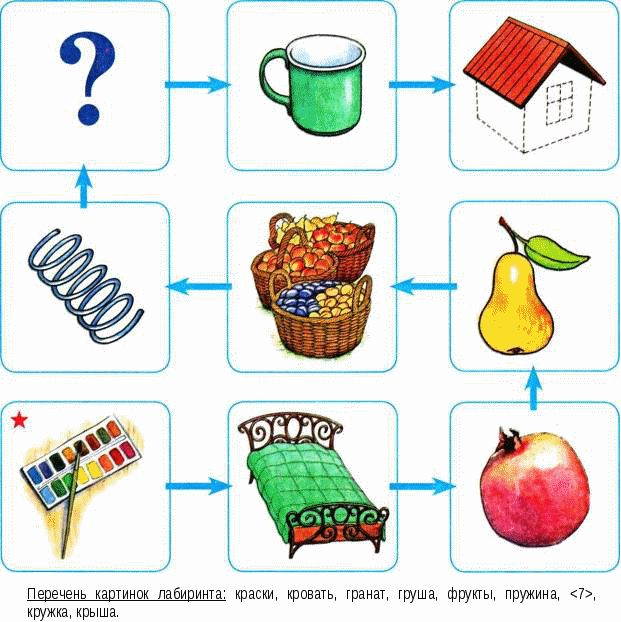 ?
Перечень картинок лабиринта: краски, кровать, гранат, груша, фрукты, пружина, <7>,
кружка, крыша.